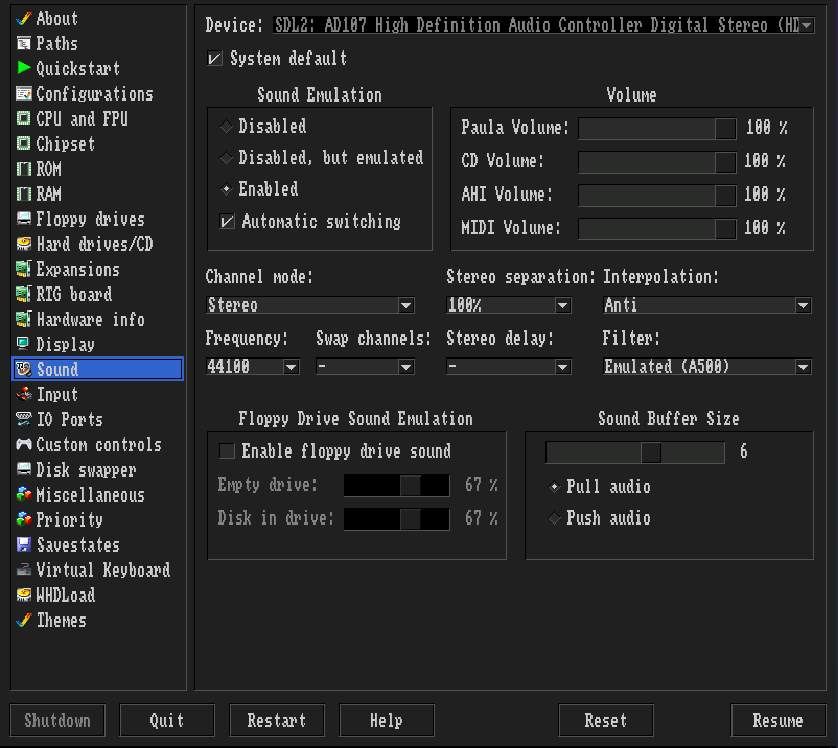 About
Paths
Quickstart
Configurations
CPU and FPU
Chipset
ROM
RAM
Floppy drives
Hard drives/CD
Expansions
RTG board
Hardware info
Display
Sound
Input
IO Ports
Custom controls
Disk swapper
Miscellaneous
Priority
Savestates
Virtual Keyboard
WHDLoad
Themes
Device: SDL2: AD107 High Definition Audio Controller Digital Stereo (HD
System default
Sound Emulation
Disabled
Disabled, but emulated
Enabled
Automatic switching
Volume
Paula Volume: 100 %
CD Volume: 100 %
AHI Volume: 100 %
MIDI Volume: 100 %
Channel mode: Stereo separation: Interpolation:
Stereo 100% Anti
Frequency: Swap channels: Stereo delay: Filter:
44100 - - Emulated (A500)
Floppy Drive Sound Emulation
Enable floppy drive sound
Empty drive: 67 %
Disk in drive: 67 %
Sound Buffer Size
6
Pull audio
Push audio
Shutdown Quit Restart Help Reset Resume